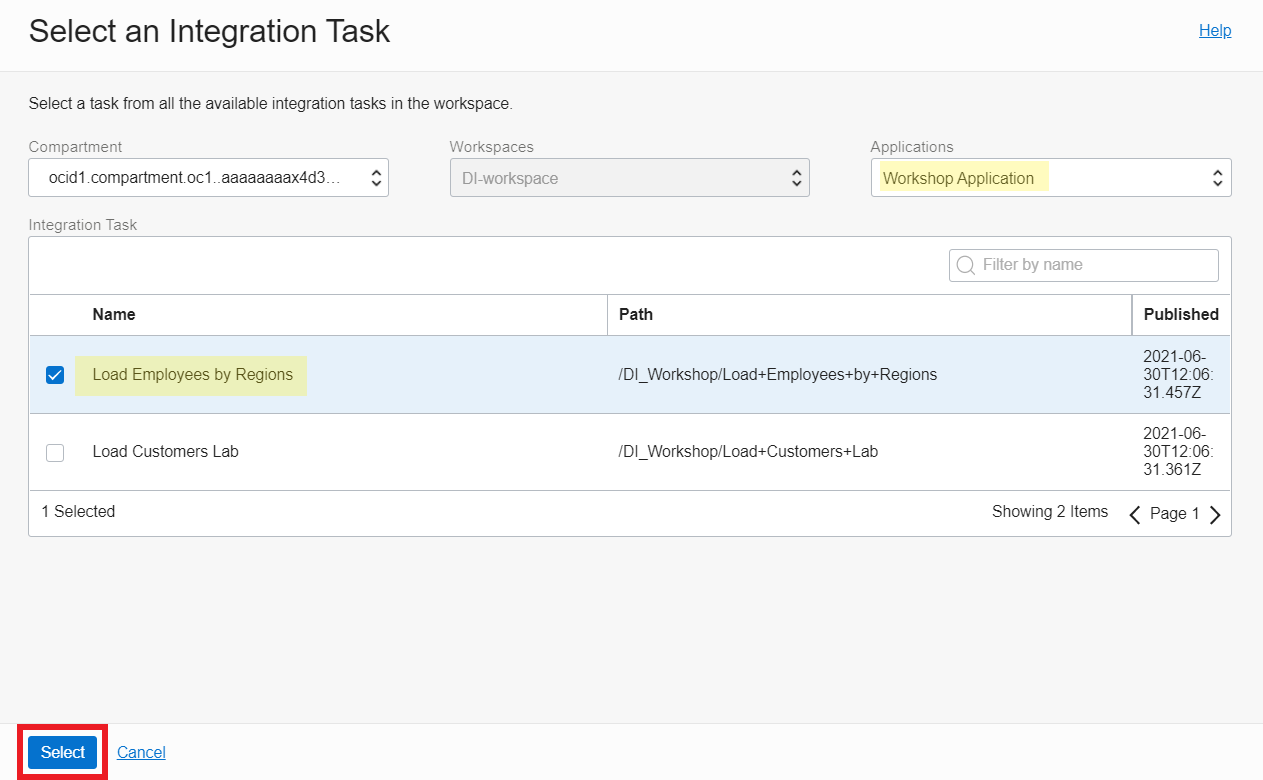 Select an Integration Task
Help
Select a task from all the available integration tasks in the workspace.
Compartment
Workspaces
Applications
ocid1.compartment.oc1..aaaaaaaax4d3…
DI-workspace
Workshop Application
Integration Task
Filter by name
Name
Path
Published
Load Employees by Regions
/DI_Workshop/Load+Employees+by+Regions
2021-06-
30T12:06:
31.457Z
Load Customers Lab
/DI_Workshop/Load+Customers+Lab
2021-06-
30T12:06:
31.361Z
1 Selected
Showing 2 Items
Page 1
Select
Cancel